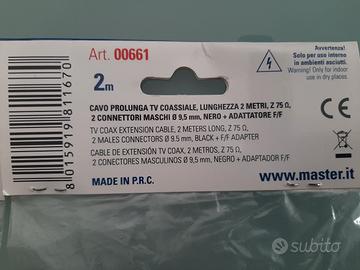 Art. 00661
Avvertenza!
Solo per uso interno
in ambienti asciutti.
Warning! Only
for indoor use
in dry places.
2m
CAVO PROLUNGA TV COASSIALE, LUNGHEZZA 2 METRI, Z 75 Ω,
2 CONNETTORI MASCHI Ø 9,5 mm, NERO + ADATTATORE F/F
TV COAX EXTENSION CABLE, 2 METERS LONG, Z 75 Ω,
2 MALES CONNECTORS Ø 9.5 mm, BLACK + F/F ADAPTER
CABLE DE EXTENSIÓN TV COAX, 2 METROS, Z 75 Ω,
2 CONECTORES MASCULINOS Ø 9,5 mm, NEGRO + ADAPTADOR F/F
MADE IN P.R.C.
www.master.it
8 015919 811670
subito